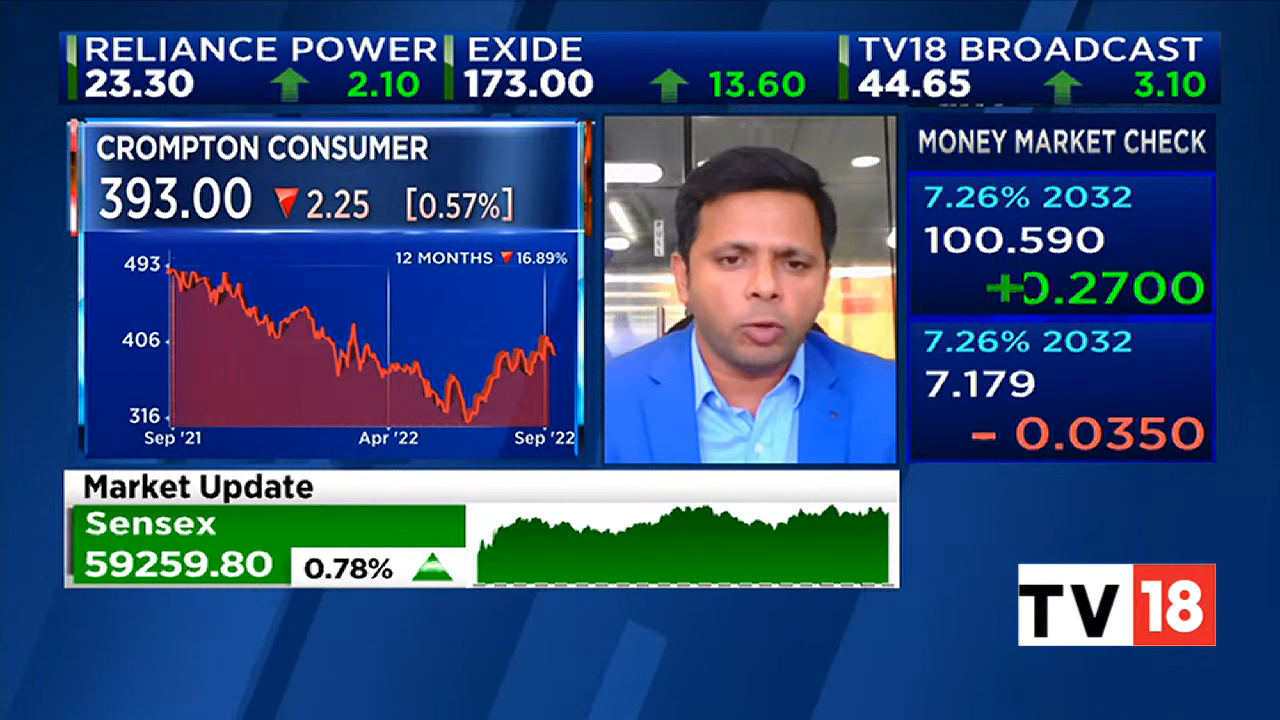 RELIANCE POWER
23.30 2.10
EXIDE
173.00 13.60
TV18 BROADCAST
44.65 3.10
CROMPTON CONSUMER
393.00 2.25 [0.57%]
12 MONTHS 16.89%
493
406
316
Sep '21 Apr '22 Sep '22
MONEY MARKET CHECK
7.26% 2032
100.590
+0.2700
7.26% 2032
7.179
- 0.0350
Market Update
Sensex
59259.80 0.78%
TV18